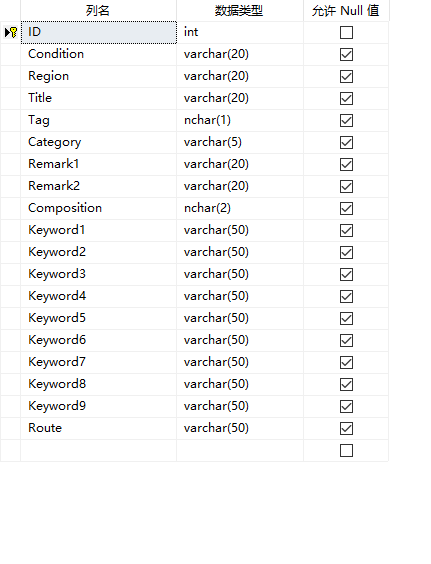 列名 数据类型 允许 Null 值
ID int
Condition varchar(20)
Region varchar(20)
Title varchar(20)
Tag nchar(1)
Category varchar(5)
Remark1 varchar(20)
Remark2 varchar(20)
Composition nchar(2)
Keyword1 varchar(50)
Keyword2 varchar(50)
Keyword3 varchar(50)
Keyword4 varchar(50)
Keyword5 varchar(50)
Keyword6 varchar(50)
Keyword7 varchar(50)
Keyword8 varchar(50)
Keyword9 varchar(50)
Route varchar(50)